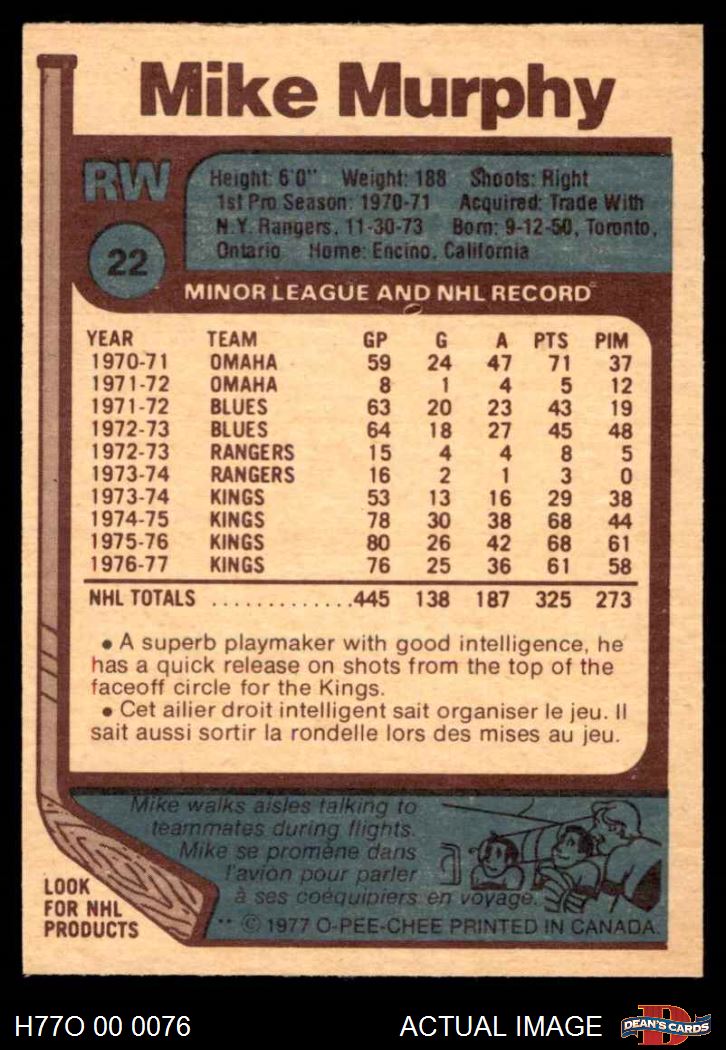 Mike Murphy
RW
Height: 6'0" Weight: 188 Shoots: Right
1st Pro Season: 1970-71 Acquired: Trade With
N.Y. Rangers, 11-30-73 Born: 9-12-50, Toronto,
Ontario Home: Encino, California
22
MINOR LEAGUE AND NHL RECORD
YEAR TEAM GP G A PTS PIM
1970-71 OMAHA 59 24 47 71 37
1971-72 OMAHA 8 1 4 5 12
1971-72 BLUES 63 20 23 43 19
1972-73 BLUES 64 18 27 45 48
1972-73 RANGERS 15 4 4 8 5
1973-74 RANGERS 16 2 1 3 0
1973-74 KINGS 53 13 16 29 38
1974-75 KINGS 78 30 38 68 44
1975-76 KINGS 80 26 42 68 61
1976-77 KINGS 76 25 36 61 58
NHL TOTALS .............445 138 187 325 273
• A superb playmaker with good intelligence, he
has a quick release on shots from the top of the
faceoff circle for the Kings.
• Cet ailier droit intelligent sait organiser le jeu. Il
sait aussi sortir la rondelle lors des mises au jeu.
Mike walks aisles talking to
teammates during flights.
Mike se promène dans
l'avion pour parler
à ses coéquipiers en voyage.
LOOK
FOR NHL
PRODUCTS
** © 1977 O-PEE-CHEE PRINTED IN CANADA.
H77O 00 0076
ACTUAL IMAGE
D
DEAN'S CARDS